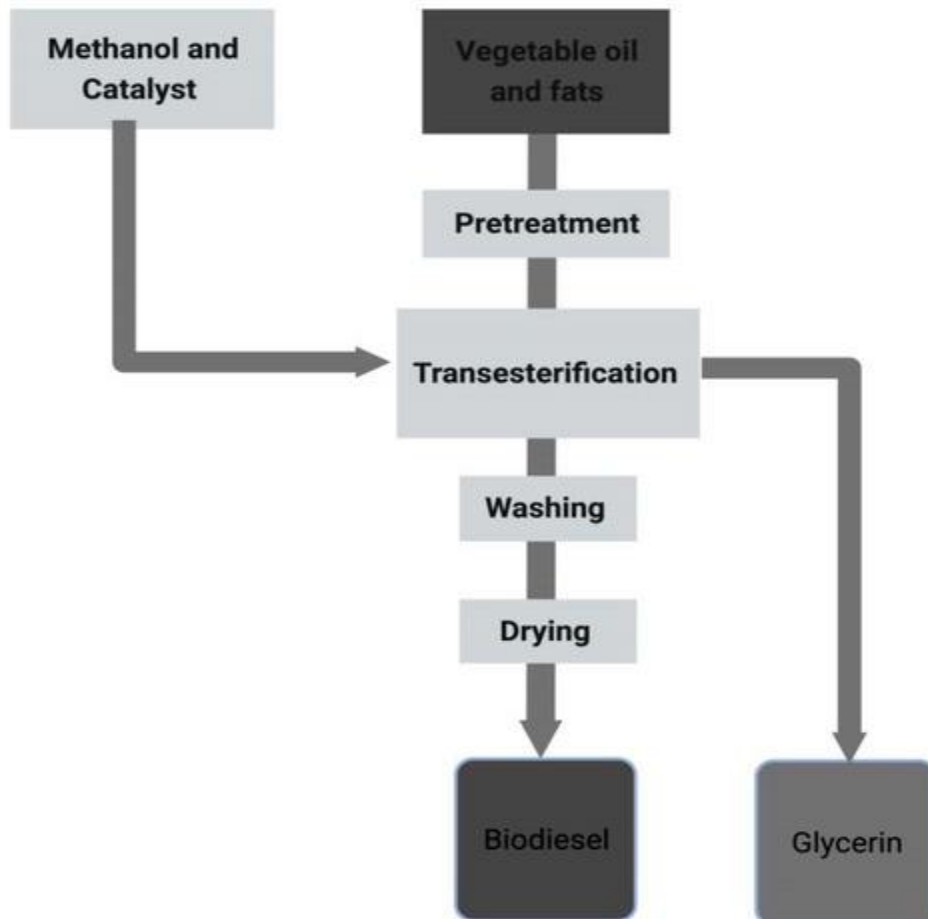 Methanol and
Catalyst
Vegetable oil
and fats
Pretreatment
Transesterification
Washing
Drying
Biodiesel
Glycerin